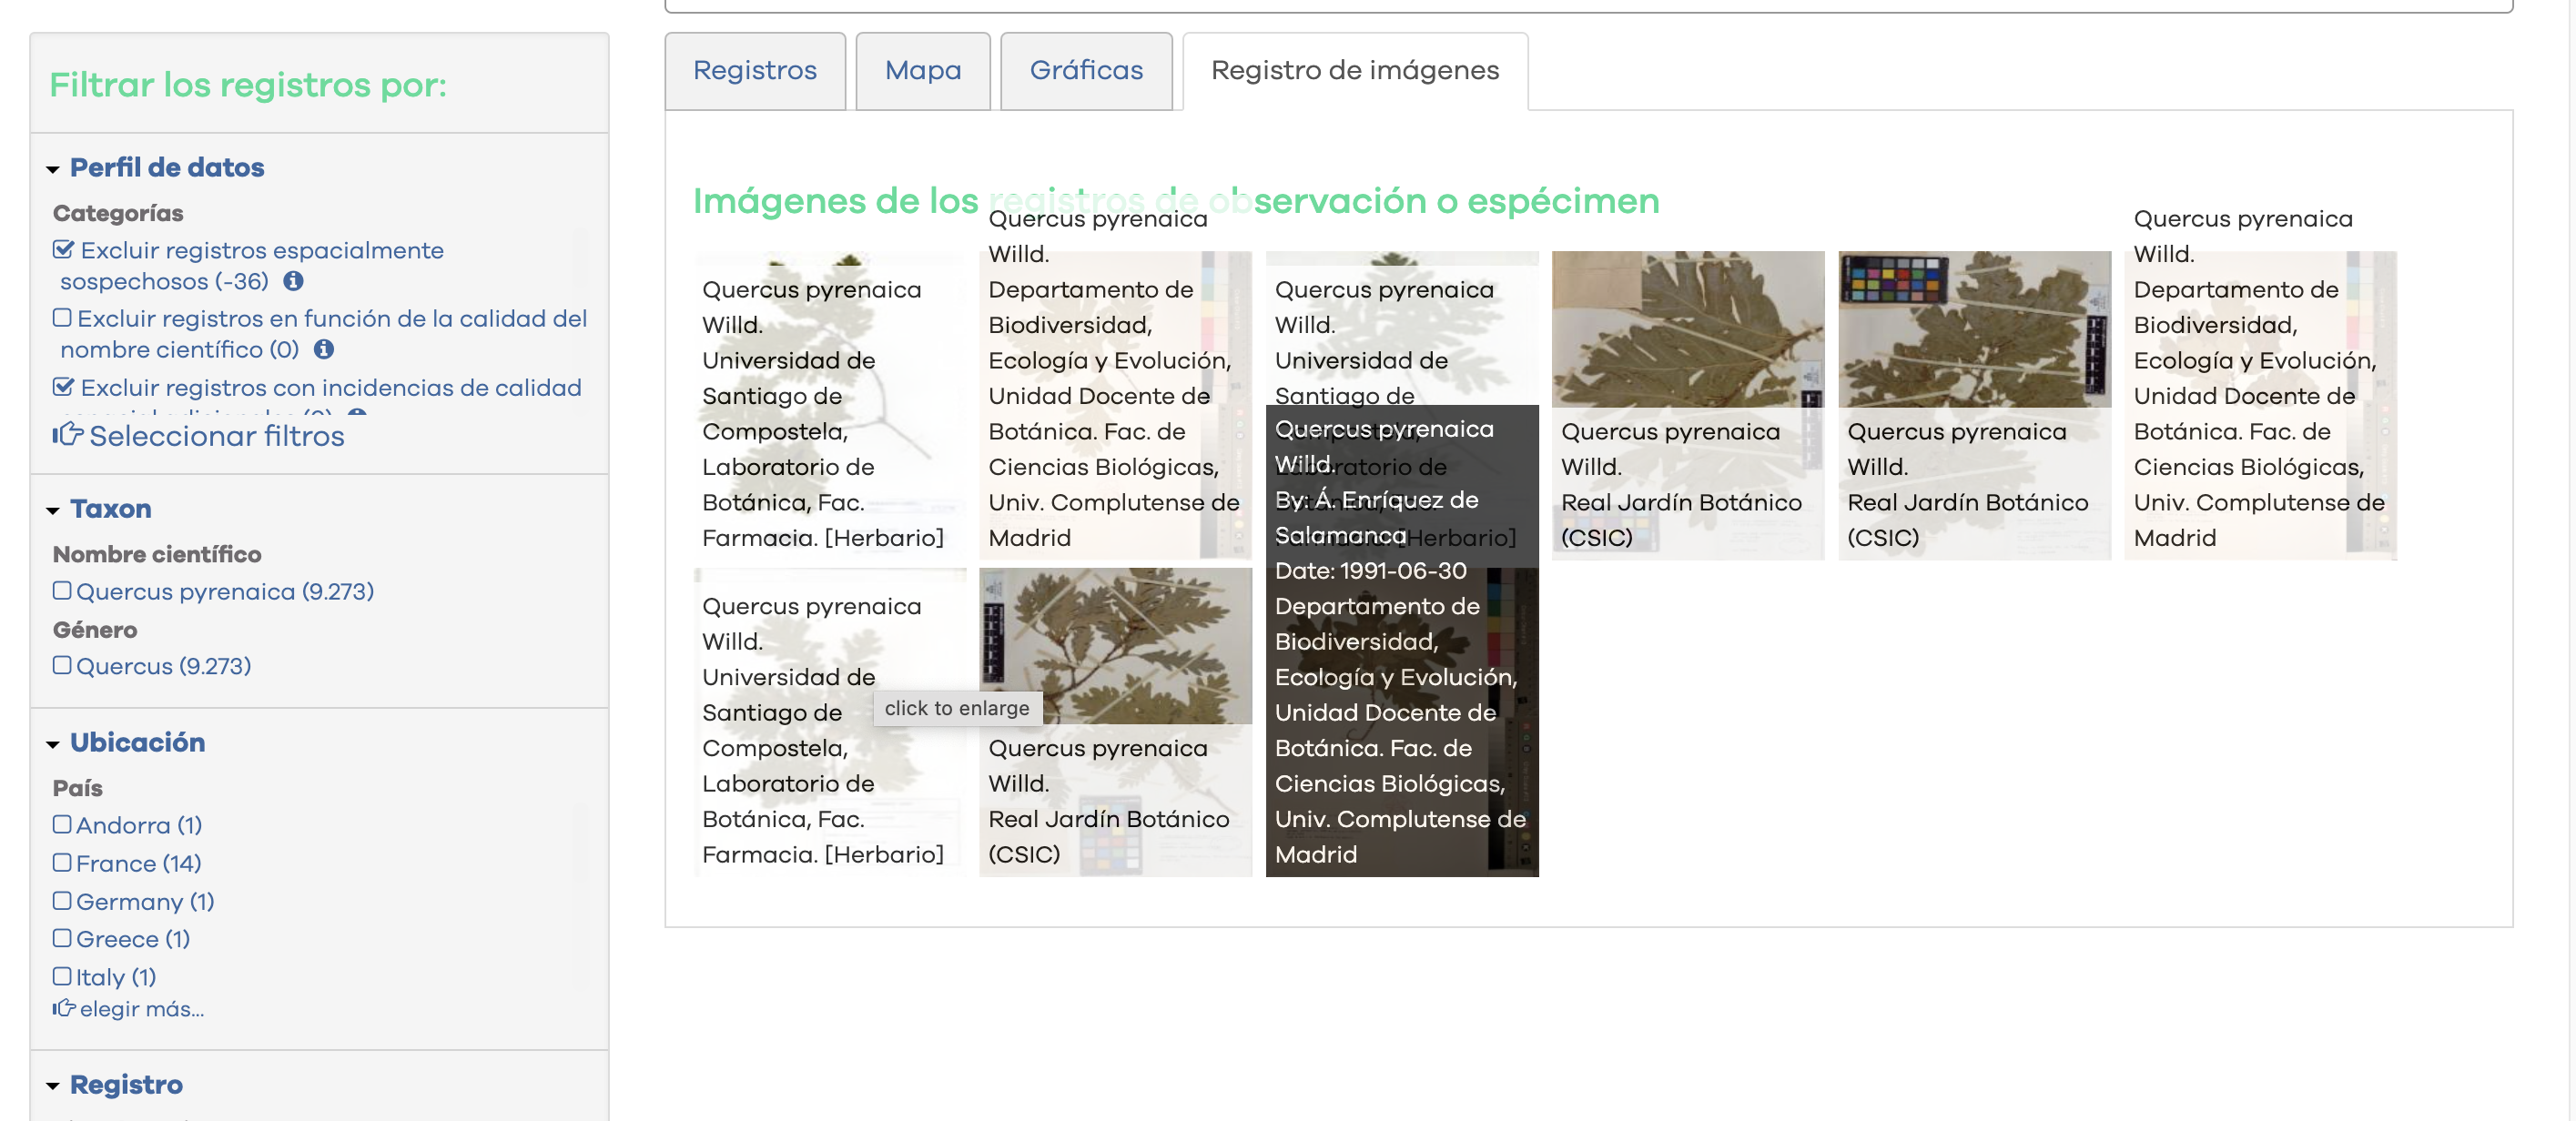 Filtrar los registros por:
Perfil de datos
Categorías
Excluir registros espacialmente
sospechosos (-36)
Excluir registros en función de la calidad del
nombre científico (0)
Excluir registros con incidencias de calidad
Seleccionar filtros
Taxon
Nombre científico
Quercus pyrenaica (9.273)
Género
Quercus (9.273)
Ubicación
País
Andorra (1)
France (14)
Germany (1)
Greece (1)
Italy (1)
elegir más...
Registro
Registros
Mapa
Gráficas
Registro de imágenes
Imágenes de los registros de observación o espécimen
Quercus pyrenaica
Willd.
Universidad de
Santiago de
Compostela,
Laboratorio de
Botánica, Fac.
Farmacia. [Herbario]
Quercus pyrenaica
Willd.
Departamento de
Biodiversidad,
Ecología y Evolución,
Unidad Docente de
Botánica. Fac. de
Ciencias Biológicas,
Univ. Complutense de
Madrid
Quercus pyrenaica
Willd.
Universidad de
Santiago de
Quercus pyrenaica
Willd.
Real Jardín Botánico
(CSIC)
Quercus pyrenaica
Willd.
Real Jardín Botánico
(CSIC)
Quercus pyrenaica
Willd.
Departamento de
Biodiversidad,
Ecología y Evolución,
Unidad Docente de
Botánica. Fac. de
Ciencias Biológicas,
Univ. Complutense de
Madrid
Quercus pyrenaica
Willd.
Universidad de
Santiago de
Compostela,
Laboratorio de
Botánica, Fac.
Farmacia. [Herbario]
click to enlarge
Quercus pyrenaica
Willd.
Real Jardín Botánico
(CSIC)
Quercus pyrenaica
Willd.
By: Á. Enríquez de
Salamanca
Date: 1991-06-30
Departamento de
Biodiversidad,
Ecología y Evolución,
Unidad Docente de
Botánica. Fac. de
Ciencias Biológicas,
Univ. Complutense de
Madrid